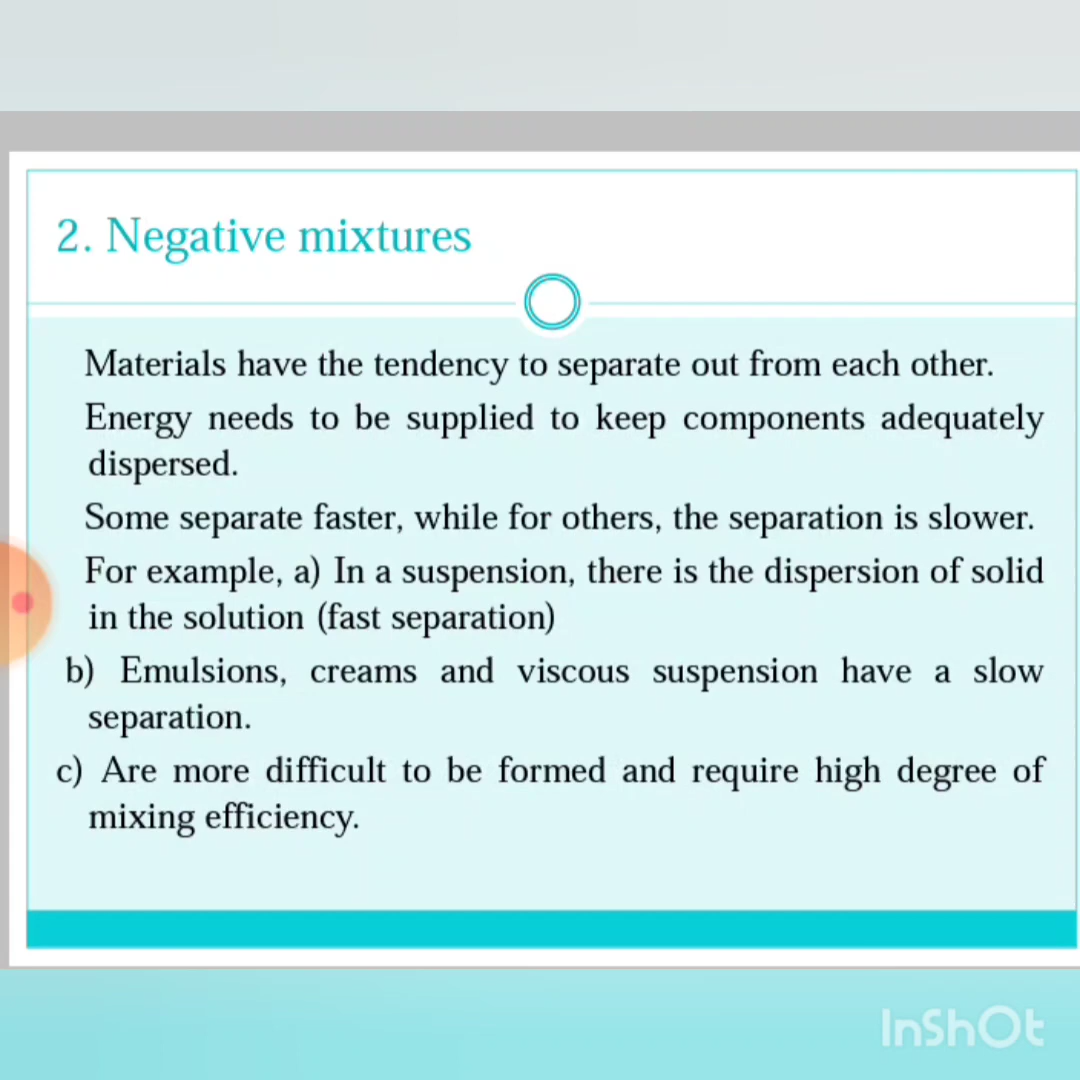 2. Negative mixtures
Materials have the tendency to separate out from each other.
Energy needs to be supplied to keep components adequately
dispersed.
Some separate faster, while for others, the separation is slower.
For example, a) In a suspension, there is the dispersion of solid
in the solution (fast separation)
b) Emulsions, creams and viscous suspension have a slow
separation.
c) Are more difficult to be formed and require high degree of
mixing efficiency.
InShOt